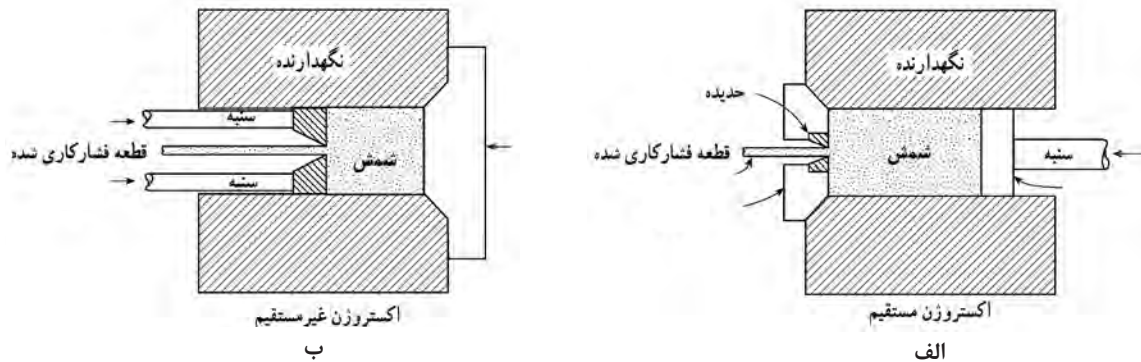 نگهدارنده
حدیده
شمش
سنبه
قطعه فشارکاری شده
اکستروژن مستقیم
الف
نگهدارنده
سنبه
شمش
قطعه فشارکاری شده
سنبه
اکستروژن غیرمستقیم
ب